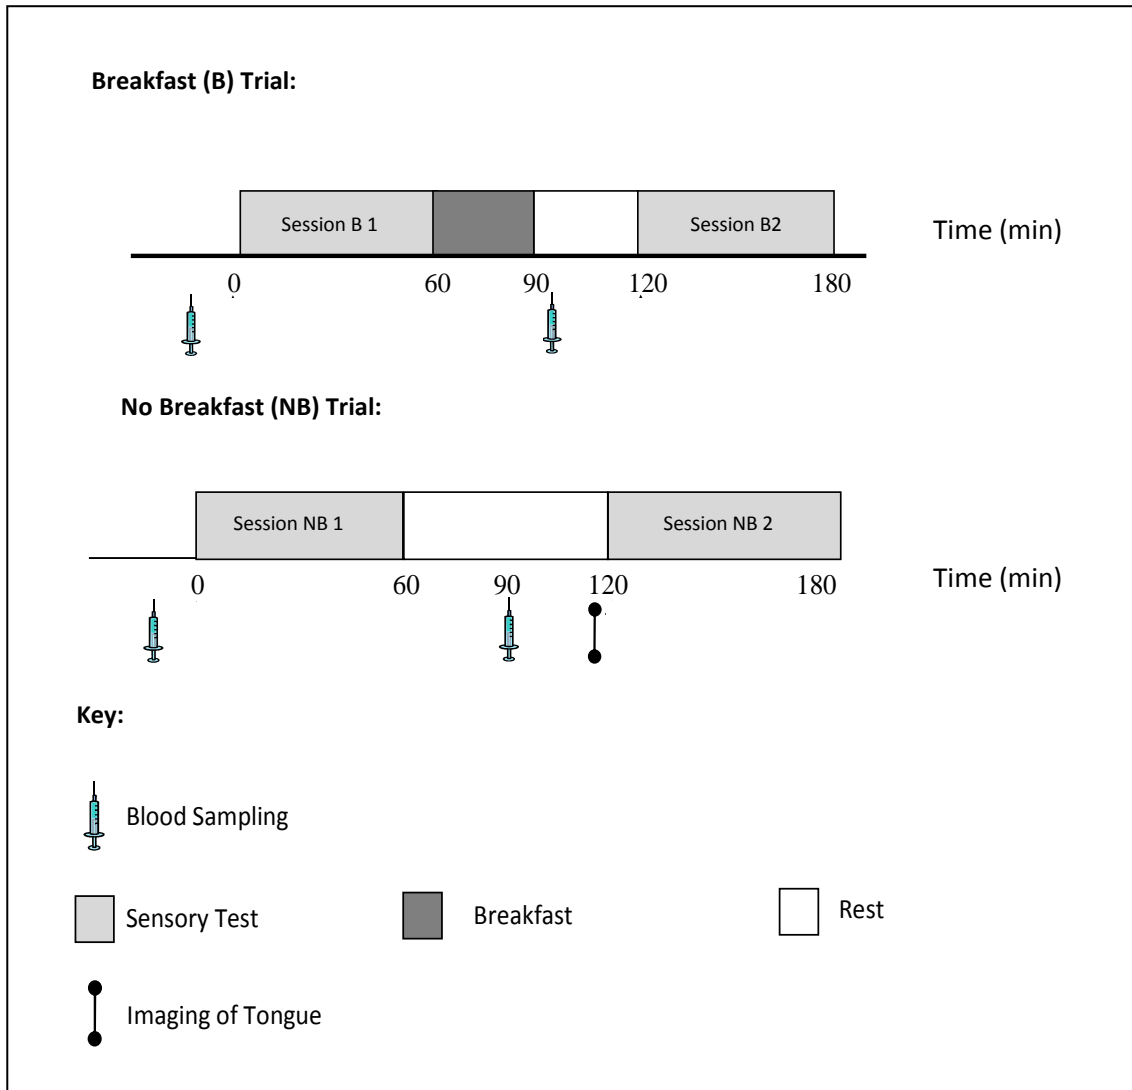 Breakfast (B) Trial:
Session B 1
Session B2
Time (min)
0 60 90 120 180
No Breakfast (NB) Trial:
Session NB 1
Session NB 2
0 60 90 120 180
Time (min)
Key:
Blood Sampling
Sensory Test
Breakfast
Rest
Imaging of Tongue